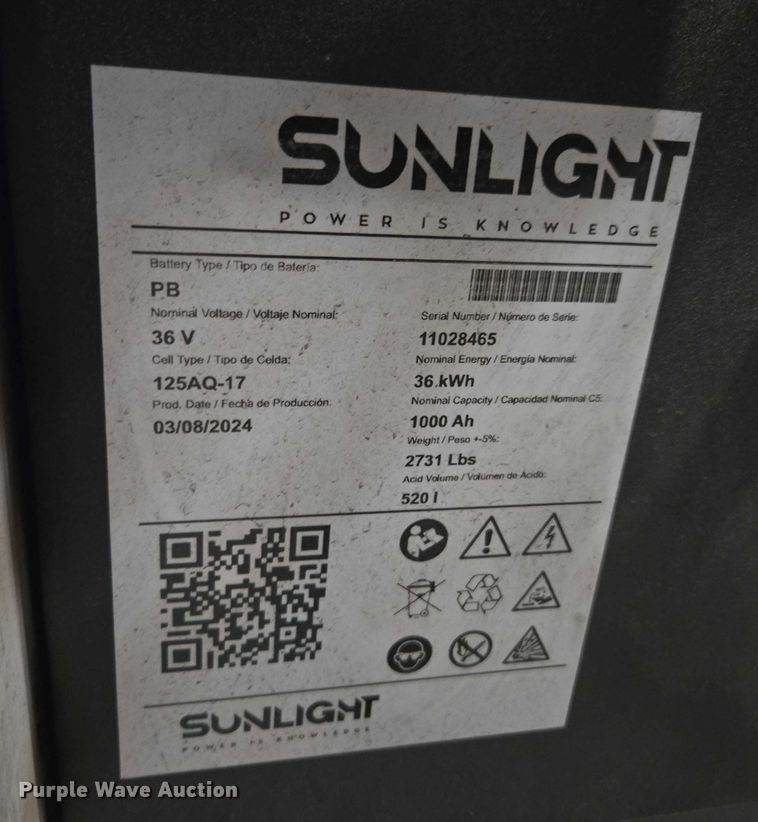 SUNLIGHT
POWER IS KNOWLEDGE
Battery Type / Tipo de Batería:
PB
Nominal Voltage / Voltaje Nominal:
36 V
Cell Type / Tipo de Celda:
125AQ-17
Prod. Date / Fecha de Producción:
03/08/2024
Serial Number / Número de Serie:
11028465
Nominal Energy / Energía Nominal:
36.kWh
Nominal Capacity / Capacidad Nominal C5:
1000 Ah
Weight / Peso +-5%:
2731 Lbs
Acid Volume / Volumen de Acido:
520 l
SUNLIGHT
POWER IS KNOWLEDGE
Purple Wave Auction